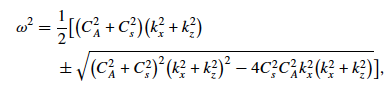 ω² = 1/2[(C_A² + C_s²)(k_x² + k_z²)
± √((C_A² + C_s²)²(k_x² + k_z²)² − 4C_s²C_A²k_x²(k_x² + k_z²))],